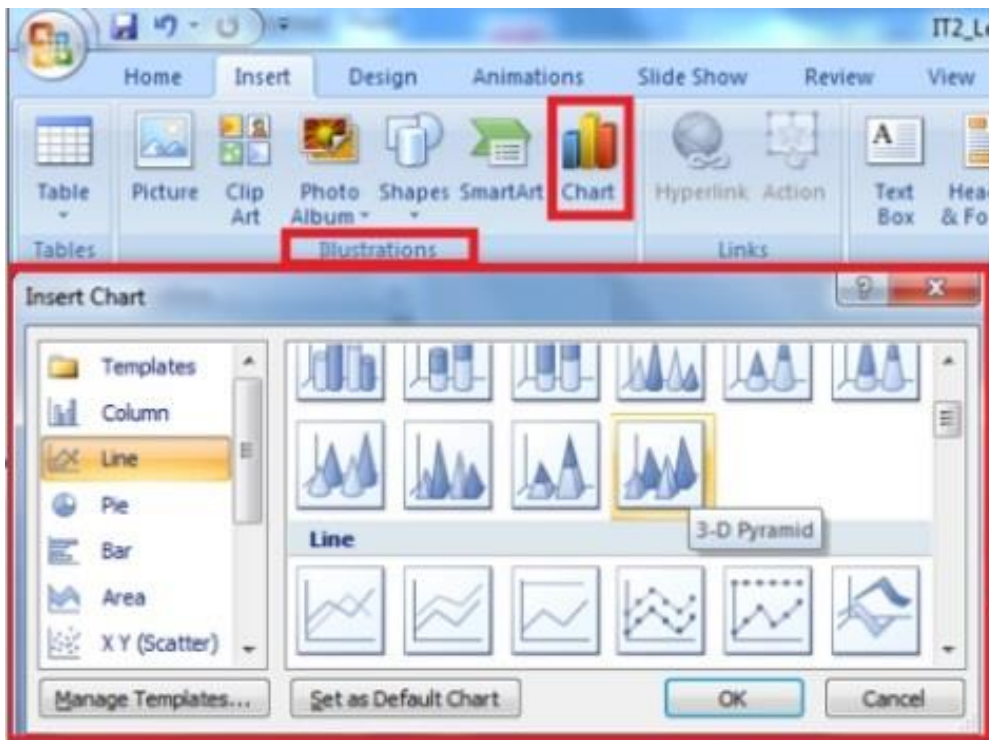 IT2_Le
Home Insert Design Animations Slide Show Review View
Table Picture Clip Art Photo Album Shapes SmartArt Chart Hyperlink Action Text Box
Tables Illustrations Links
Insert Chart
Templates
Column
Line
Pie
Bar
Area
X Y (Scatter)
3-D Pyramid
Line
Manage Templates... Set as Default Chart OK Cancel